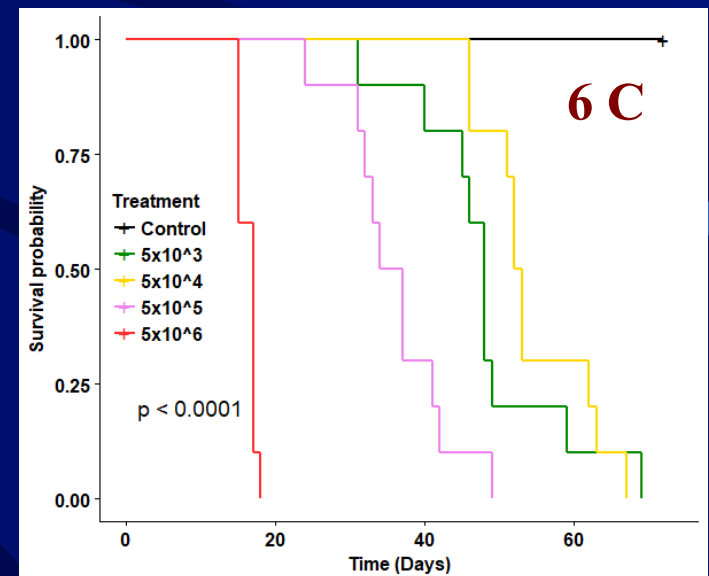 6 C
Survival probability
1.00
0.75
0.50
0.25
0.00
Treatment
Control
5x10^3
5x10^4
5x10^5
5x10^6
p < 0.0001
0 20 40 60
Time (Days)